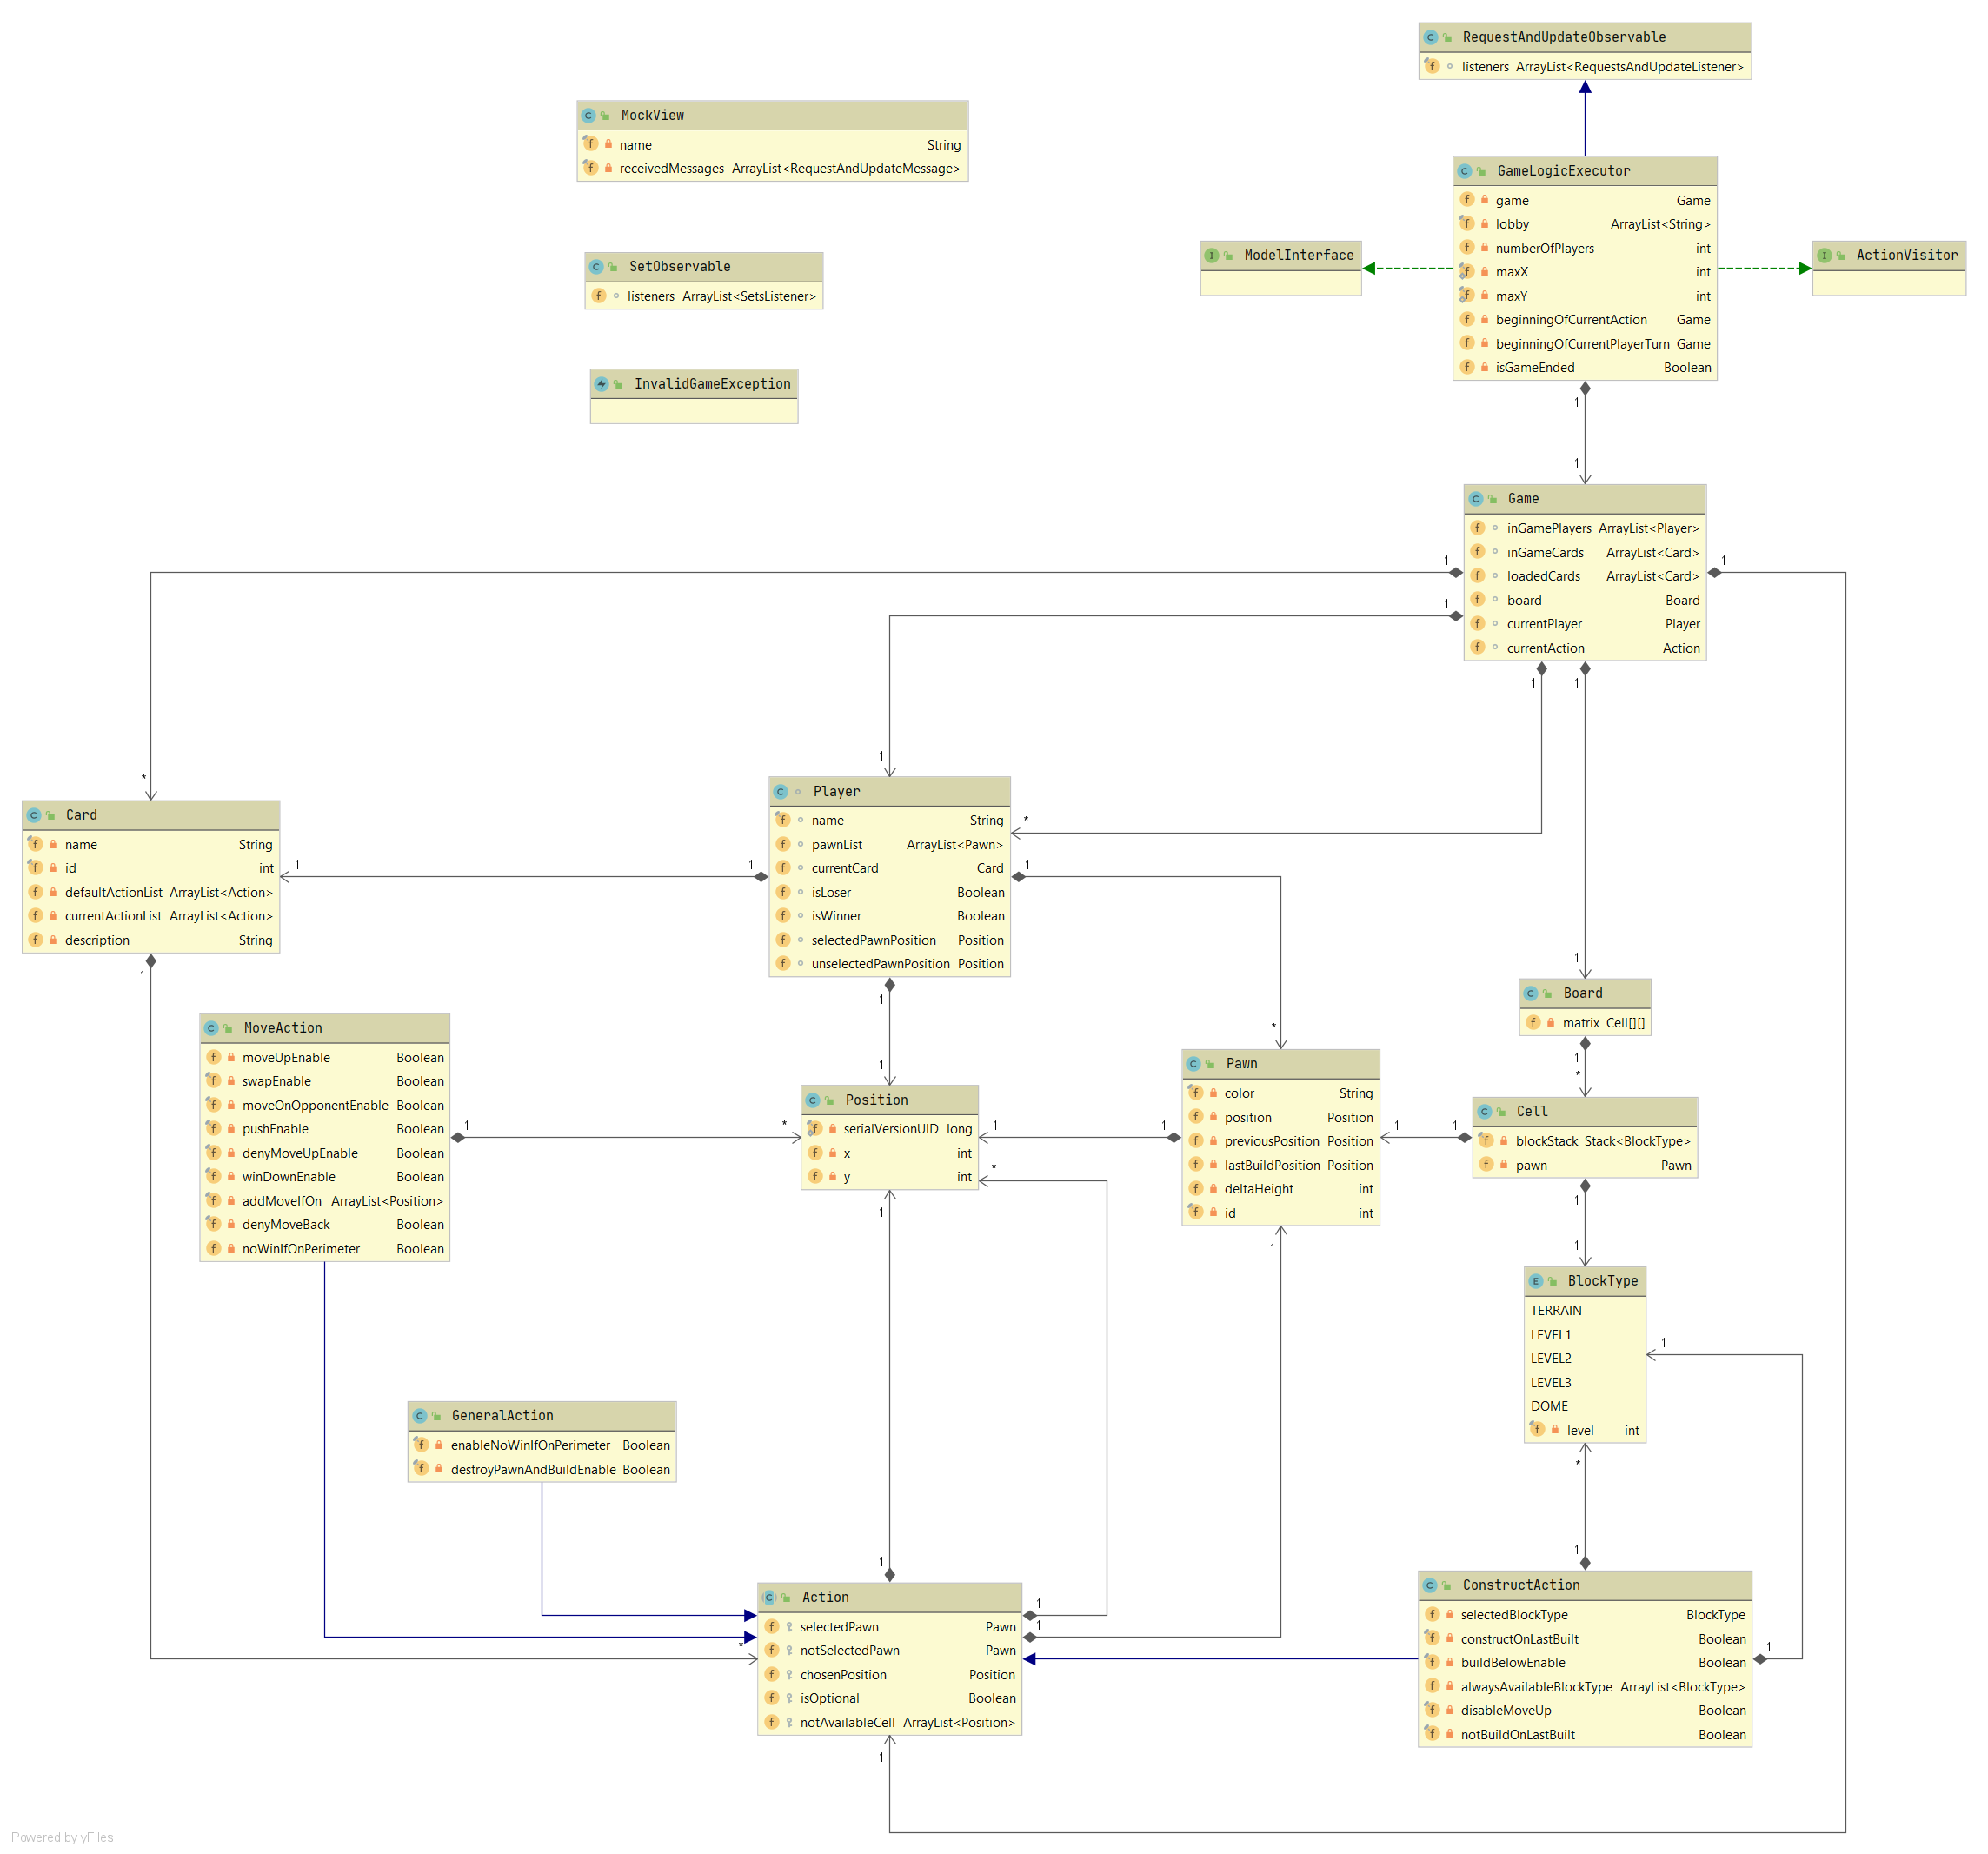 RequestAndUpdateObservable
listeners ArrayList<RequestsAndUpdateListener>
MockView
name String
receivedMessages ArrayList<RequestAndUpdateMessage>
GameLogicExecutor
game Game
lobby ArrayList<String>
numberOfPlayers int
maxX int
maxY int
beginningOfCurrentAction Game
beginningOfCurrentPlayerTurn Game
isGameEnded Boolean
ModelInterface
ActionVisitor
SetObservable
listeners ArrayList<SetsListener>
InvalidGameException
1
1
Game
inGamePlayers ArrayList<Player>
inGameCards ArrayList<Card>
loadedCards ArrayList<Card>
board Board
currentPlayer Player
currentAction Action
1
1
1
1
1
1
*
Card
name String
id int
defaultActionList ArrayList<Action>
currentActionList ArrayList<Action>
description String
1
Player
name String
pawnList ArrayList<Pawn>
currentCard Card
isLoser Boolean
isWinner Boolean
selectedPawnPosition Position
unselectedPawnPosition Position
*
1
1
1
1
1
*
1
Board
matrix Cell[][]
1
*
MoveAction
moveUpEnable Boolean
swapEnable Boolean
moveOnOpponentEnable Boolean
pushEnable Boolean
denyMoveUpEnable Boolean
winDownEnable Boolean
addMoveIfOn ArrayList<Position>
denyMoveBack Boolean
noWinIfOnPerimeter Boolean
1
*
Position
serialVersionUID long
x int
y int
1
1
*
1
Pawn
color String
position Position
previousPosition Position
lastBuildPosition Position
deltaHeight int
id int
1
1
1
Cell
blockStack Stack<BlockType>
pawn Pawn
1
1
BlockType
TERRAIN
LEVEL1
LEVEL2
LEVEL3
DOME
level int
1
*
1
GeneralAction
enableNoWinIfOnPerimeter Boolean
destroyPawnAndBuildEnable Boolean
1
Action
selectedPawn Pawn
notSelectedPawn Pawn
chosenPosition Position
isOptional Boolean
notAvailableCell ArrayList<Position>
1
1
*
1
ConstructAction
selectedBlockType BlockType
constructOnLastBuilt Boolean
buildBelowEnable Boolean
alwaysAvailableBlockType ArrayList<BlockType>
disableMoveUp Boolean
notBuildOnLastBuilt Boolean
1
Powered by yFiles